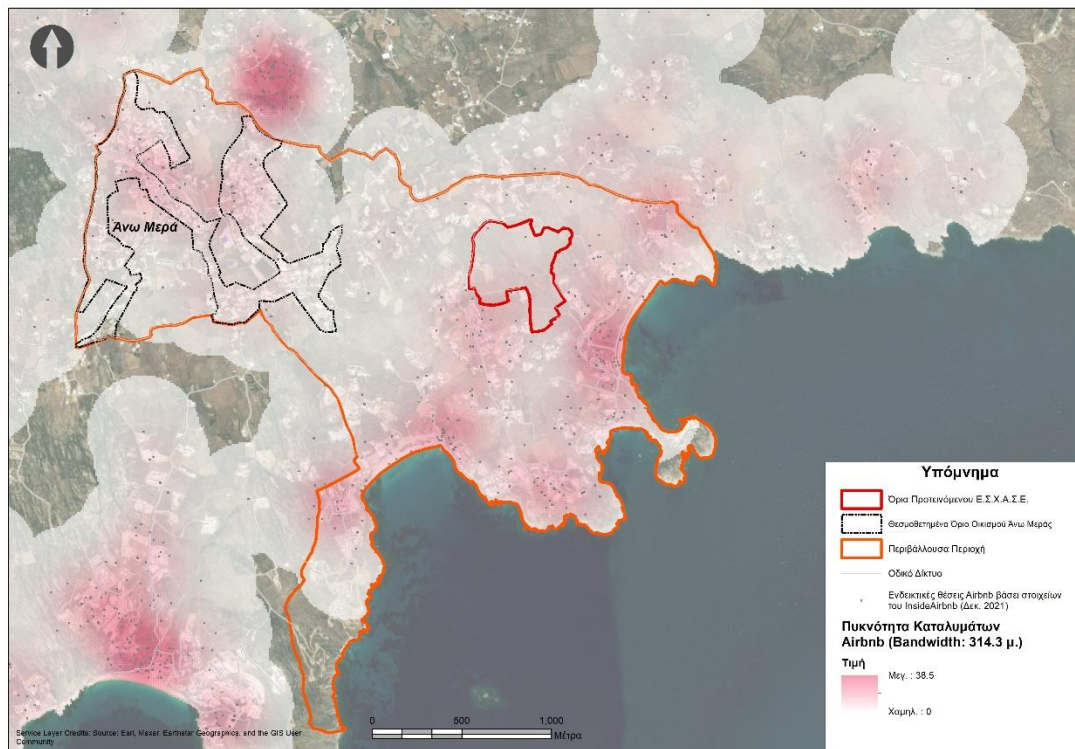 Άνω Μερά
Υπόμνημα
Όρια Προτεινόμενου Ε.Σ.Χ.Α.Σ.Ε.
Θεσμοθετημένο Όριο Οικισμού Άνω Μεράς
Περιβάλλουσα Περιοχή
Οδικό Δίκτυο
Ενδεικτικές θέσεις Airbnb βάσει στοιχείων
του InsideAirbnb (Δεκ. 2021)
Πυκνότητα Καταλυμάτων
Airbnb (Bandwidth: 314.3 μ.)
Τιμή
Μεγ. : 38.5
Χαμηλ. : 0
0 500 1,000
Μέτρα
Service Layer Credits: Source: Esri, Maxar, Earthstar Geographics, and the GIS User
Community